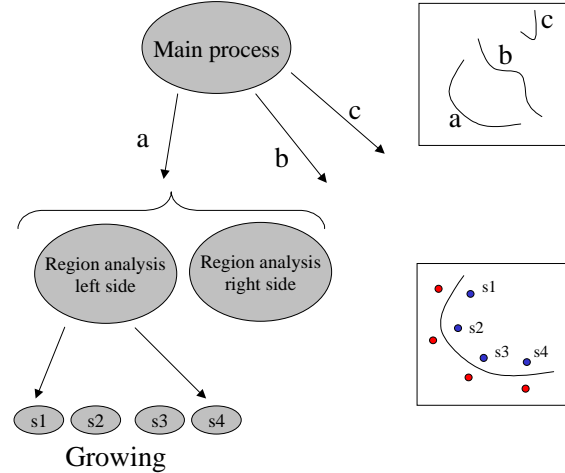 Main process
c
b
a
a
b
c
Region analysis
left side
Region analysis
right side
s1
s2
s3
s4
s1
s2
s3
s4
Growing